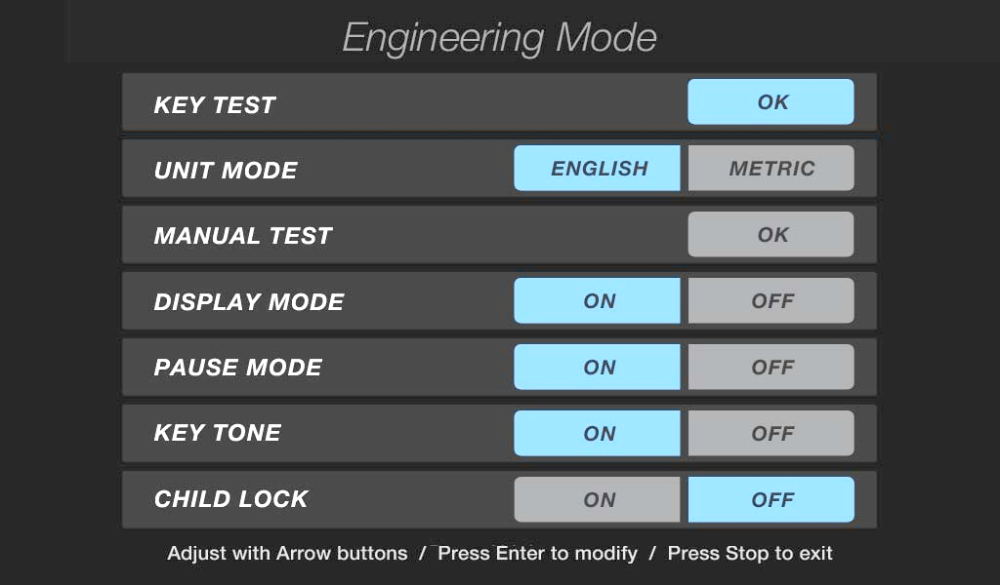 Engineering Mode
KEY TEST OK
UNIT MODE ENGLISH METRIC
MANUAL TEST OK
DISPLAY MODE ON OFF
PAUSE MODE ON OFF
KEY TONE ON OFF
CHILD LOCK ON OFF
Adjust with Arrow buttons / Press Enter to modify / Press Stop to exit